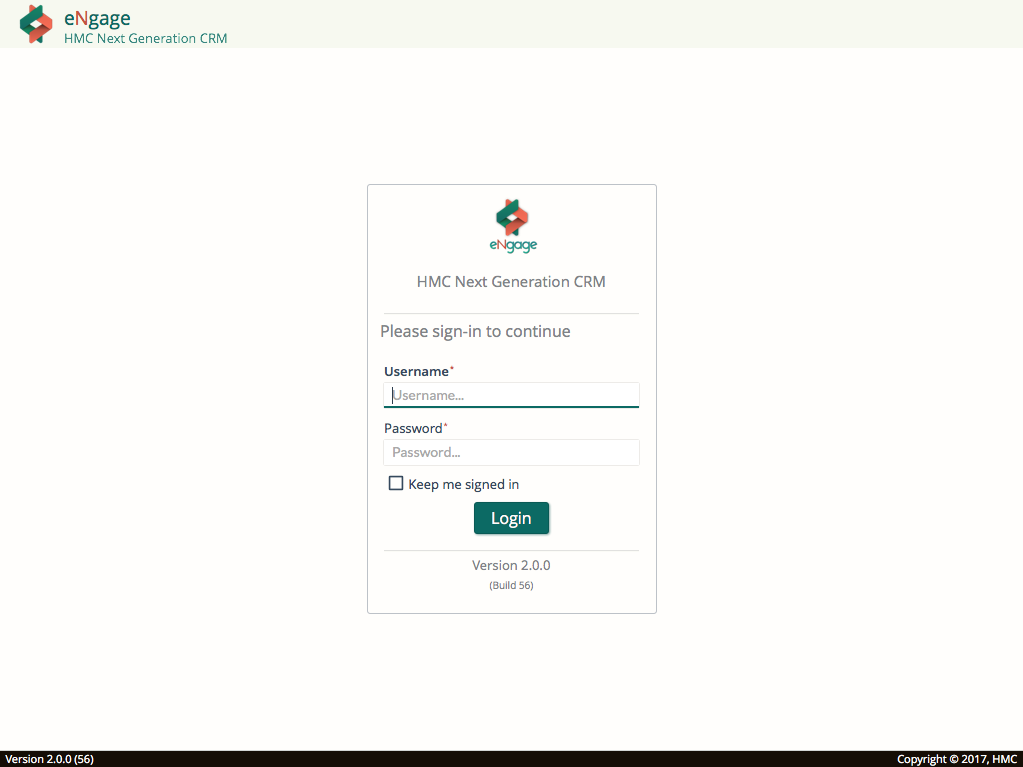 eNgage
HMC Next Generation CRM
eNgage
HMC Next Generation CRM
Please sign-in to continue
Username*
Username...
Password*
Password...
Keep me signed in
Login
Version 2.0.0
(Build 56)
Version 2.0.0 (56)
Copyright © 2017, HMC